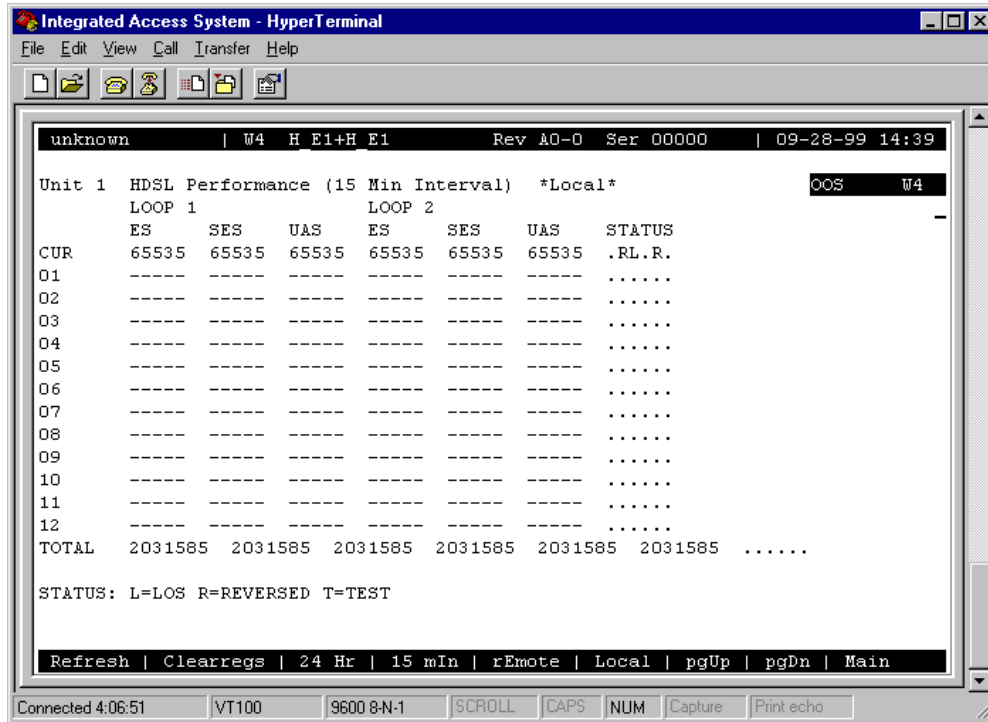 Integrated Access System - HyperTerminal
File Edit View Call Transfer Help
unknown | W4 H_E1+H_E1 Rev A0-0 Ser 00000 | 09-28-99 14:39
Unit 1 HDSL Performance (15 Min Interval) *Local* OOS W4
LOOP 1 LOOP 2
ES SES UAS ES SES UAS STATUS
CUR 65535 65535 65535 65535 65535 65535 .RL.R.
01 ----- ----- ----- ----- ----- ----- ......
02 ----- ----- ----- ----- ----- ----- ......
03 ----- ----- ----- ----- ----- ----- ......
04 ----- ----- ----- ----- ----- ----- ......
05 ----- ----- ----- ----- ----- ----- ......
06 ----- ----- ----- ----- ----- ----- ......
07 ----- ----- ----- ----- ----- ----- ......
08 ----- ----- ----- ----- ----- ----- ......
09 ----- ----- ----- ----- ----- ----- ......
10 ----- ----- ----- ----- ----- ----- ......
11 ----- ----- ----- ----- ----- ----- ......
12 ----- ----- ----- ----- ----- ----- ......
TOTAL 2031585 2031585 2031585 2031585 2031585 2031585 ......
STATUS: L=LOS R=REVERSED T=TEST
Refresh | Clearregs | 24 Hr | 15 mIn | rEmote | Local | pgUp | pgDn | Main
Connected 4:06:51 VT100 9600 8-N-1 SCROLL CAPS NUM Capture Print echo